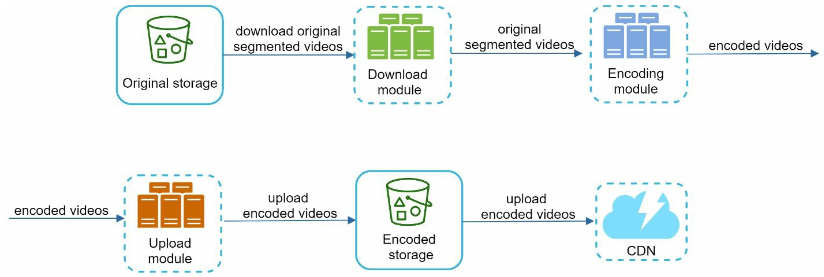 download original
segmented videos
original
segmented videos
encoded videos
Original storage
Download
module
Encoding
module
encoded videos
upload
encoded videos
upload
encoded videos
Upload
module
Encoded
storage
CDN